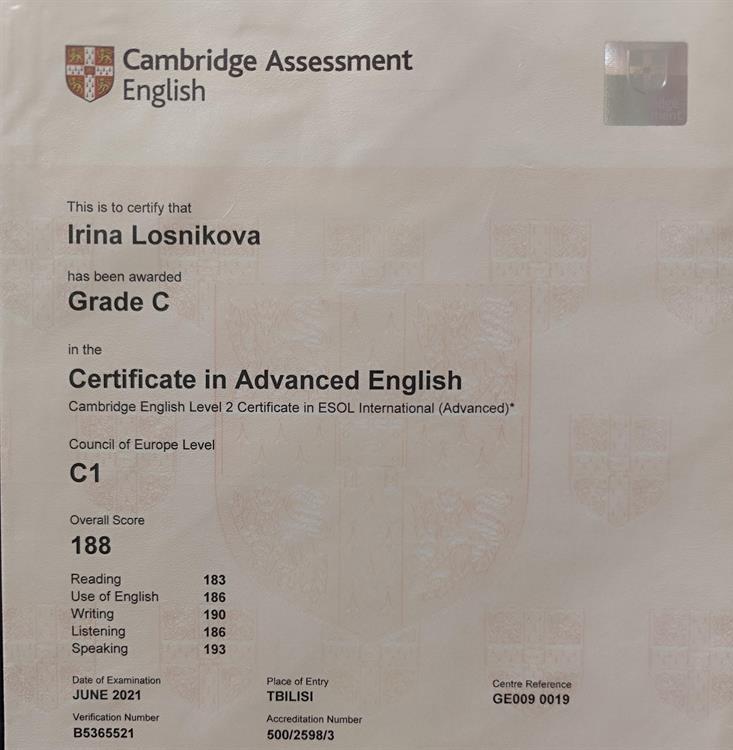 Cambridge Assessment
English
This is to certify that
Irina Losnikova
has been awarded
Grade C
in the
Certificate in Advanced English
Cambridge English Level 2 Certificate in ESOL International (Advanced)*
Council of Europe Level
C1
Overall Score
188
Reading 183
Use of English 186
Writing 190
Listening 186
Speaking 193
Date of Examination Place of Entry Centre Reference
JUNE 2021 TBILISI GE009 0019
Verification Number Accreditation Number
B5365521 500/2598/3